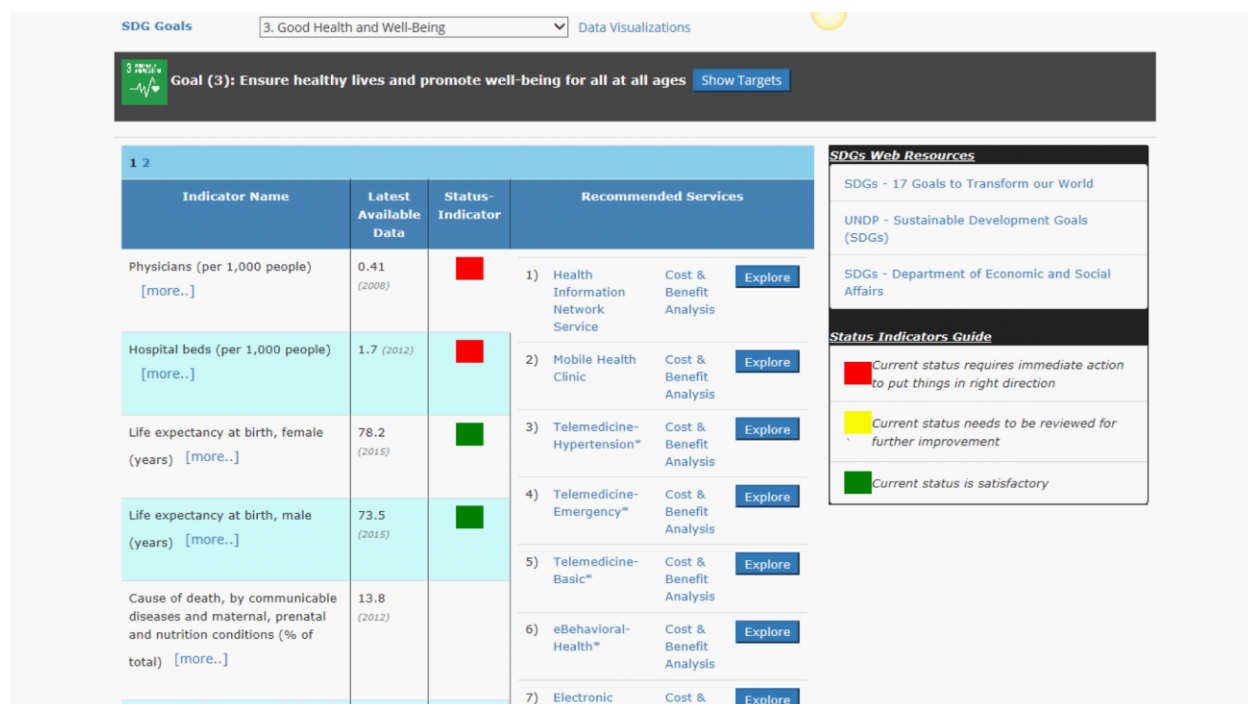 SDG Goals 3. Good Health and Well-Being Data Visualizations
3
Goal (3): Ensure healthy lives and promote well-being for all at all ages Show Targets
1 2
Indicator Name
Latest
Available
Data
Status-
Indicator
Recommended Services
Physicians (per 1,000 people)
[more..]
0.41
(2008)
Hospital beds (per 1,000 people)
[more..]
1.7 (2012)
Life expectancy at birth, female
(years) [more..]
78.2
(2015)
Life expectancy at birth, male
(years) [more..]
73.5
(2015)
Cause of death, by communicable
diseases and maternal, prenatal
and nutrition conditions (% of
total) [more..]
13.8
(2012)
1) Health
Information
Network
Service
Cost &
Benefit
Analysis
Explore
2) Mobile Health
Clinic
Cost &
Benefit
Analysis
Explore
3) Telemedicine-
Hypertension*
Cost &
Benefit
Analysis
Explore
4) Telemedicine-
Emergency*
Cost &
Benefit
Analysis
Explore
5) Telemedicine-
Basic*
Cost &
Benefit
Analysis
Explore
6) eBehavioral-
Health*
Cost &
Benefit
Analysis
Explore
7) Electronic
Cost &
Explore
SDGs Web Resources
SDGs - 17 Goals to Transform our World
UNDP - Sustainable Development Goals
(SDGs)
SDGs - Department of Economic and Social
Affairs
Status Indicators Guide
Current status requires immediate action
to put things in right direction
Current status needs to be reviewed for
` further improvement
Current status is satisfactory